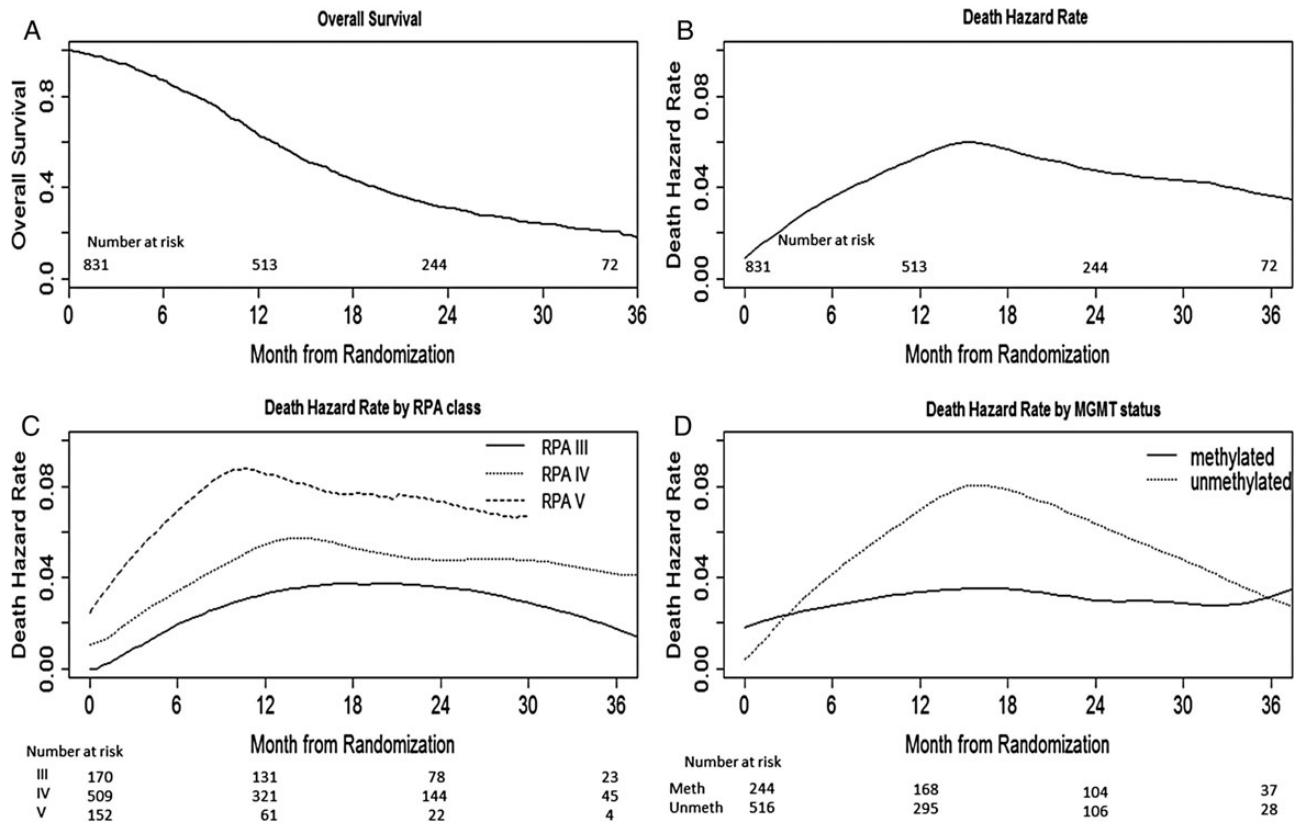 A
Overall Survival
Overall Survival
0.8
0.4
0.0
Number at risk
831 513 244 72
0 6 12 18 24 30 36
Month from Randomization
B
Death Hazard Rate
Death Hazard Rate
0.08
0.04
0.00
Number at risk
831 513 244 72
0 6 12 18 24 30 36
Month from Randomization
C
Death Hazard Rate by RPA class
Death Hazard Rate
0.08
0.04
0.00
RPA III
RPA IV
RPA V
0 6 12 18 24 30 36
Month from Randomization
Number at risk
III 170 131 78 23
IV 509 321 144 45
V 152 61 22 4
D
Death Hazard Rate by MGMT status
Death Hazard Rate
0.08
0.04
0.00
methylated
unmethylated
0 6 12 18 24 30 36
Month from Randomization
Number at risk
Meth 244 168 104 37
Unmeth 516 295 106 28